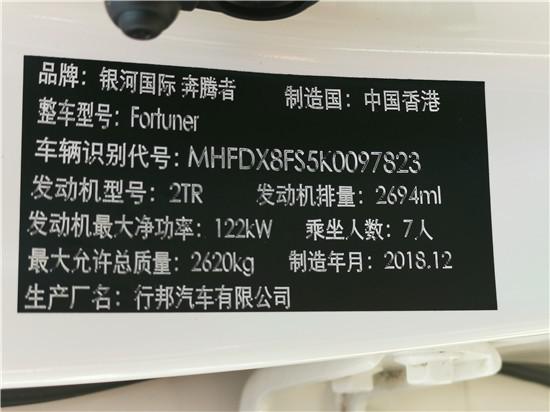 品牌：银河国际 奔腾者 制造国：中国香港
整车型号：Fortuner
车辆识别代号：MHFDX8FS5K0097823
发动机型号：2TR 发动机排量：2694ml
发动机最大净功率：122kW 乘坐人数：7人
最大允许总质量：2620kg 制造年月：2018.12
生产厂名：行邦汽车有限公司